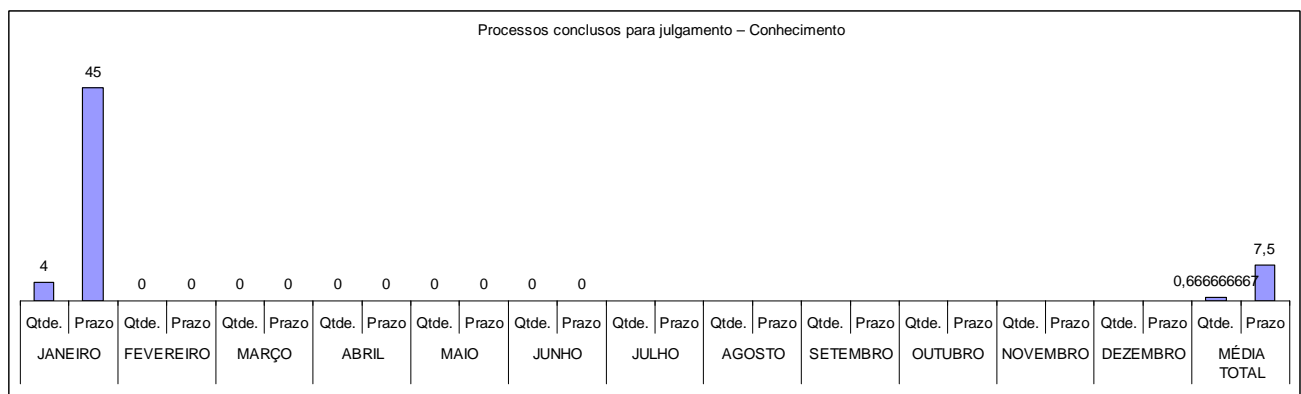 Processos conclusos para julgamento – Conhecimento
45
4
0 0 0 0 0 0 0 0 0 0
7,5
0,666666667
Qtde. Prazo Qtde. Prazo Qtde. Prazo Qtde. Prazo Qtde. Prazo Qtde. Prazo Qtde. Prazo Qtde. Prazo Qtde. Prazo Qtde. Prazo Qtde. Prazo Qtde. Prazo Qtde. Prazo
JANEIRO FEVEREIRO MARÇO ABRIL MAIO JUNHO JULHO AGOSTO SETEMBRO OUTUBRO NOVEMBRO DEZEMBRO MÉDIA
TOTAL